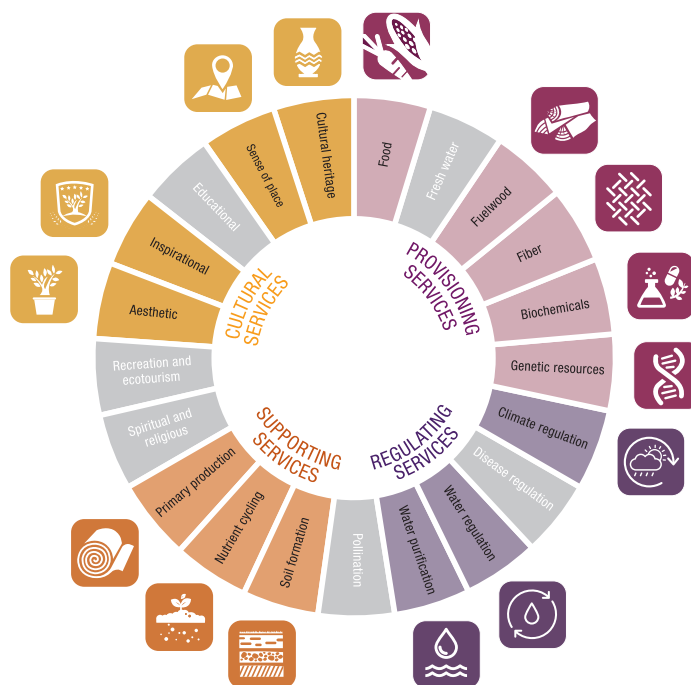 Cultural heritage
Food
Fresh water
Fuelwood
Fiber
Biochemicals
Genetic resources
Climate regulation
Disease regulation
Water regulation
Water purification
Pollination
Soil formation
Nutrient cycling
Primary production
Spiritual and
religious
Recreation and
ecotourism
Aesthetic
Inspirational
Educational
Sense of place
CULTURAL
SERVICES
PROVISIONING
SERVICES
SUPPORTING
SERVICES
REGULATING
SERVICES